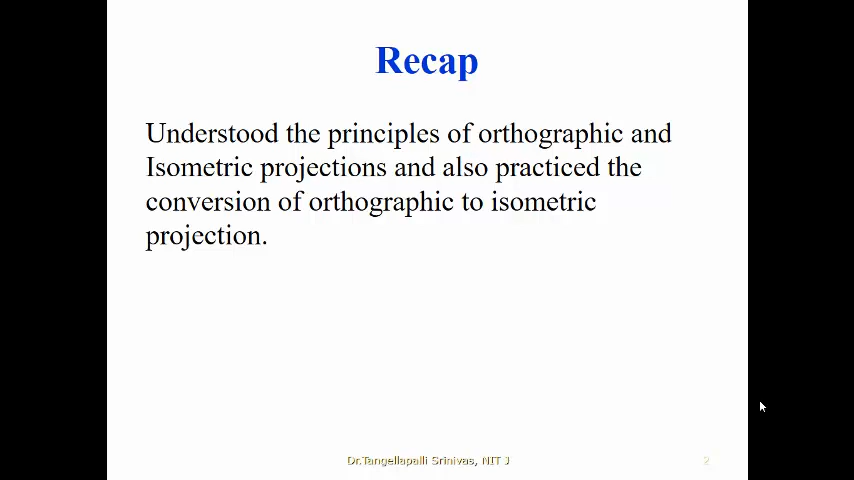 Recap
Understood the principles of orthographic and
Isometric projections and also practiced the
conversion of orthographic to isometric
projection.
Dr.Tangellapalli Srinivas, NIT J
2